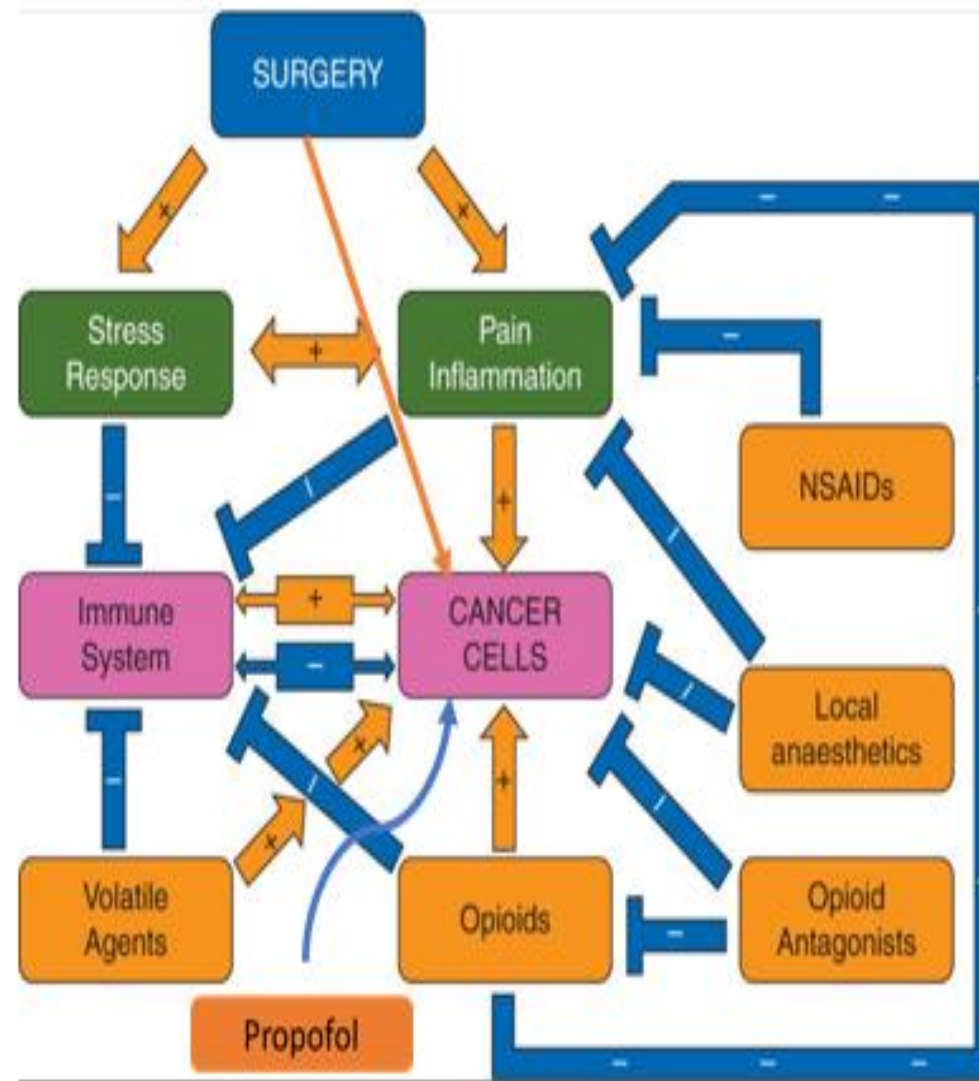 SURGERY
+
+
Stress
Response
+
Pain
Inflammation
−
−
−
NSAIDs
−
−
+
−
Immune
System
+
−
CANCER
CELLS
−
Local
anaesthetics
−
+
−
+
+
−
Volatile
Agents
Opioids
−
Opioid
Antagonists
Propofol
−
−
−